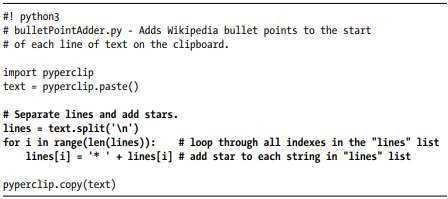 #! python3
# bulletPointAdder.py - Adds Wikipedia bullet points to the start
# of each line of text on the clipboard.

import pyperclip
text = pyperclip.paste()

# Separate lines and add stars.
lines = text.split('\n')
for i in range(len(lines)):    # loop through all indexes in the "lines" list
    lines[i] = '* ' + lines[i] # add star to each string in "lines" list

pyperclip.copy(text)